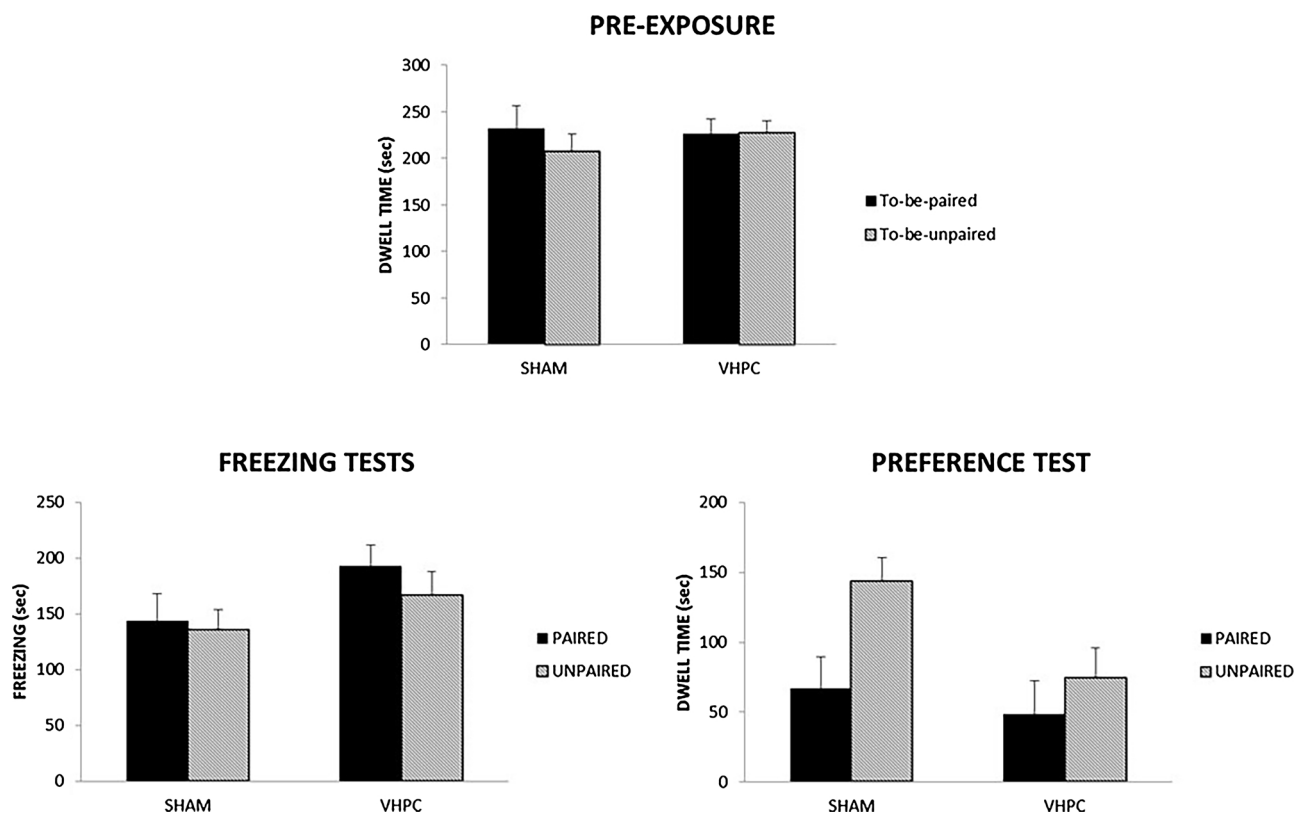 PRE-EXPOSURE
300
250
200
150
250
100
50
0
DWELL TIME (sec)
SHAM
VHPC
To-be-paired
To-be-unpaired
FREEZING TESTS
250
200
150
100
50
0
FREEZING (sec)
SHAM
VHPC
PAIRED
UNPAIRED
PREFERENCE TEST
200
150
100
50
0
DWELL TIME (sec)
SHAM
VHPC
PAIRED
UNPAIRED